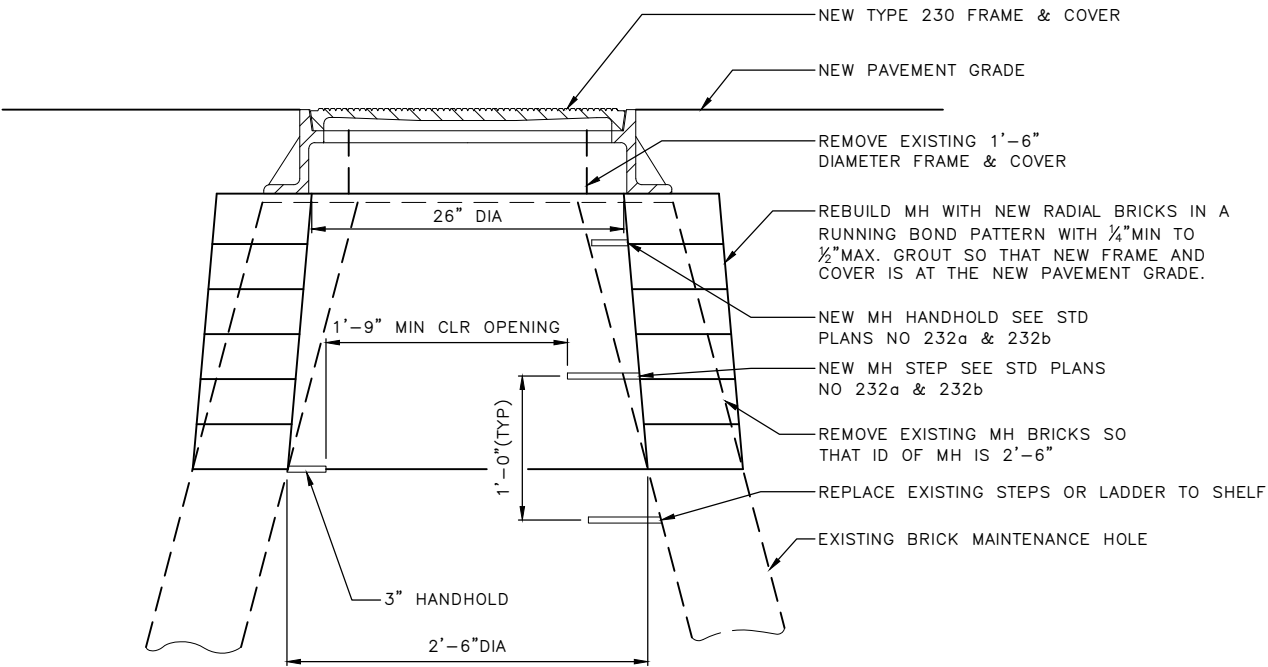 NEW TYPE 230 FRAME & COVER
NEW PAVEMENT GRADE
REMOVE EXISTING 1'-6"
DIAMETER FRAME & COVER
26" DIA
REBUILD MH WITH NEW RADIAL BRICKS IN A
RUNNING BOND PATTERN WITH ¼"MIN TO
½"MAX. GROUT SO THAT NEW FRAME AND
COVER IS AT THE NEW PAVEMENT GRADE.
1'-9" MIN CLR OPENING
NEW MH HANDHOLD SEE STD
PLANS NO 232a & 232b
NEW MH STEP SEE STD PLANS
NO 232a & 232b
1'-0"(TYP)
REMOVE EXISTING MH BRICKS SO
THAT ID OF MH IS 2'-6"
REPLACE EXISTING STEPS OR LADDER TO SHELF
EXISTING BRICK MAINTENANCE HOLE
3" HANDHOLD
2'-6"DIA